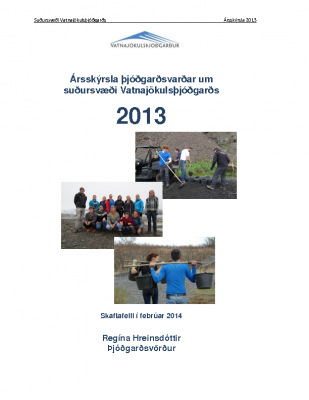 Suðursvæði Vatnajökulsþjóðgarðs Ársskýrsla 2013
VATNAJÖKULSÞJÓÐGARÐUR
Ársskýrsla þjóðgarðsvarðar um
suðursvæði Vatnajökulsþjóðgarðs
2013
Skaftafelli í febrúar 2014
Regína Hreinsdóttir
Þjóðgarðsvörður